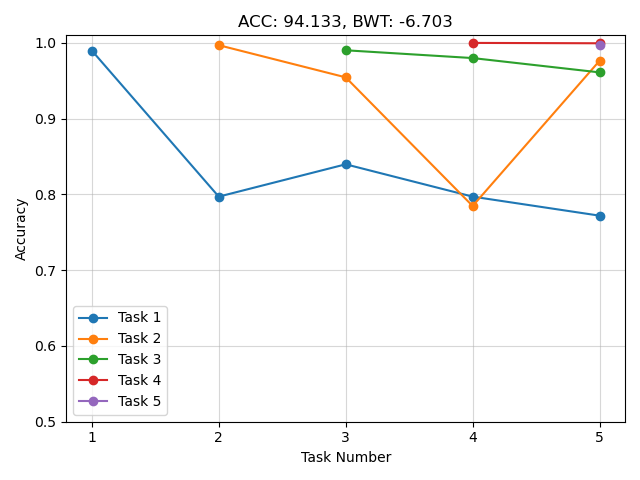 ACC: 94.133, BWT: -6.703
1.0
0.9
0.8
0.7
0.6
0.5
Accuracy
Task 1
Task 2
Task 3
Task 4
Task 5
1 2 3 4 5
Task Number